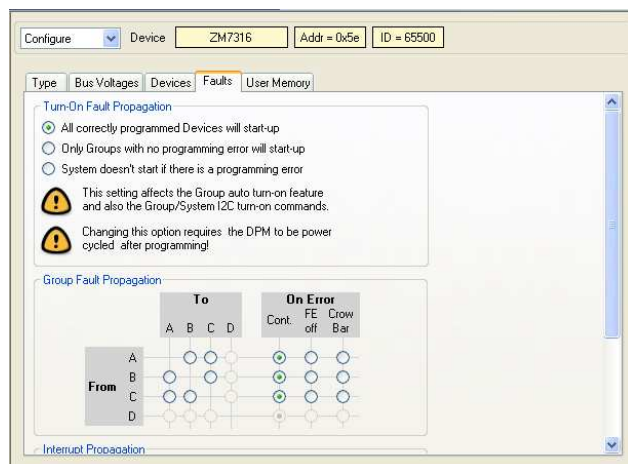 Configure Device ZM7316 Addr = 0x5e ID = 65500
Type Bus Voltages Devices Faults User Memory
Turn-On Fault Propagation
All correctly programmed Devices will start-up
Only Groups with no programming error will start-up
System doesn't start if there is a programming error
This setting affects the Group auto turn-on feature
and also the Group/System I2C turn-on commands.
Changing this option requires the DPM to be power
cycled after programming!
Group Fault Propagation
To On Error
A B C D Cont. FE off Crow Bar
A
B
From
C
D
Interrupt Propagation